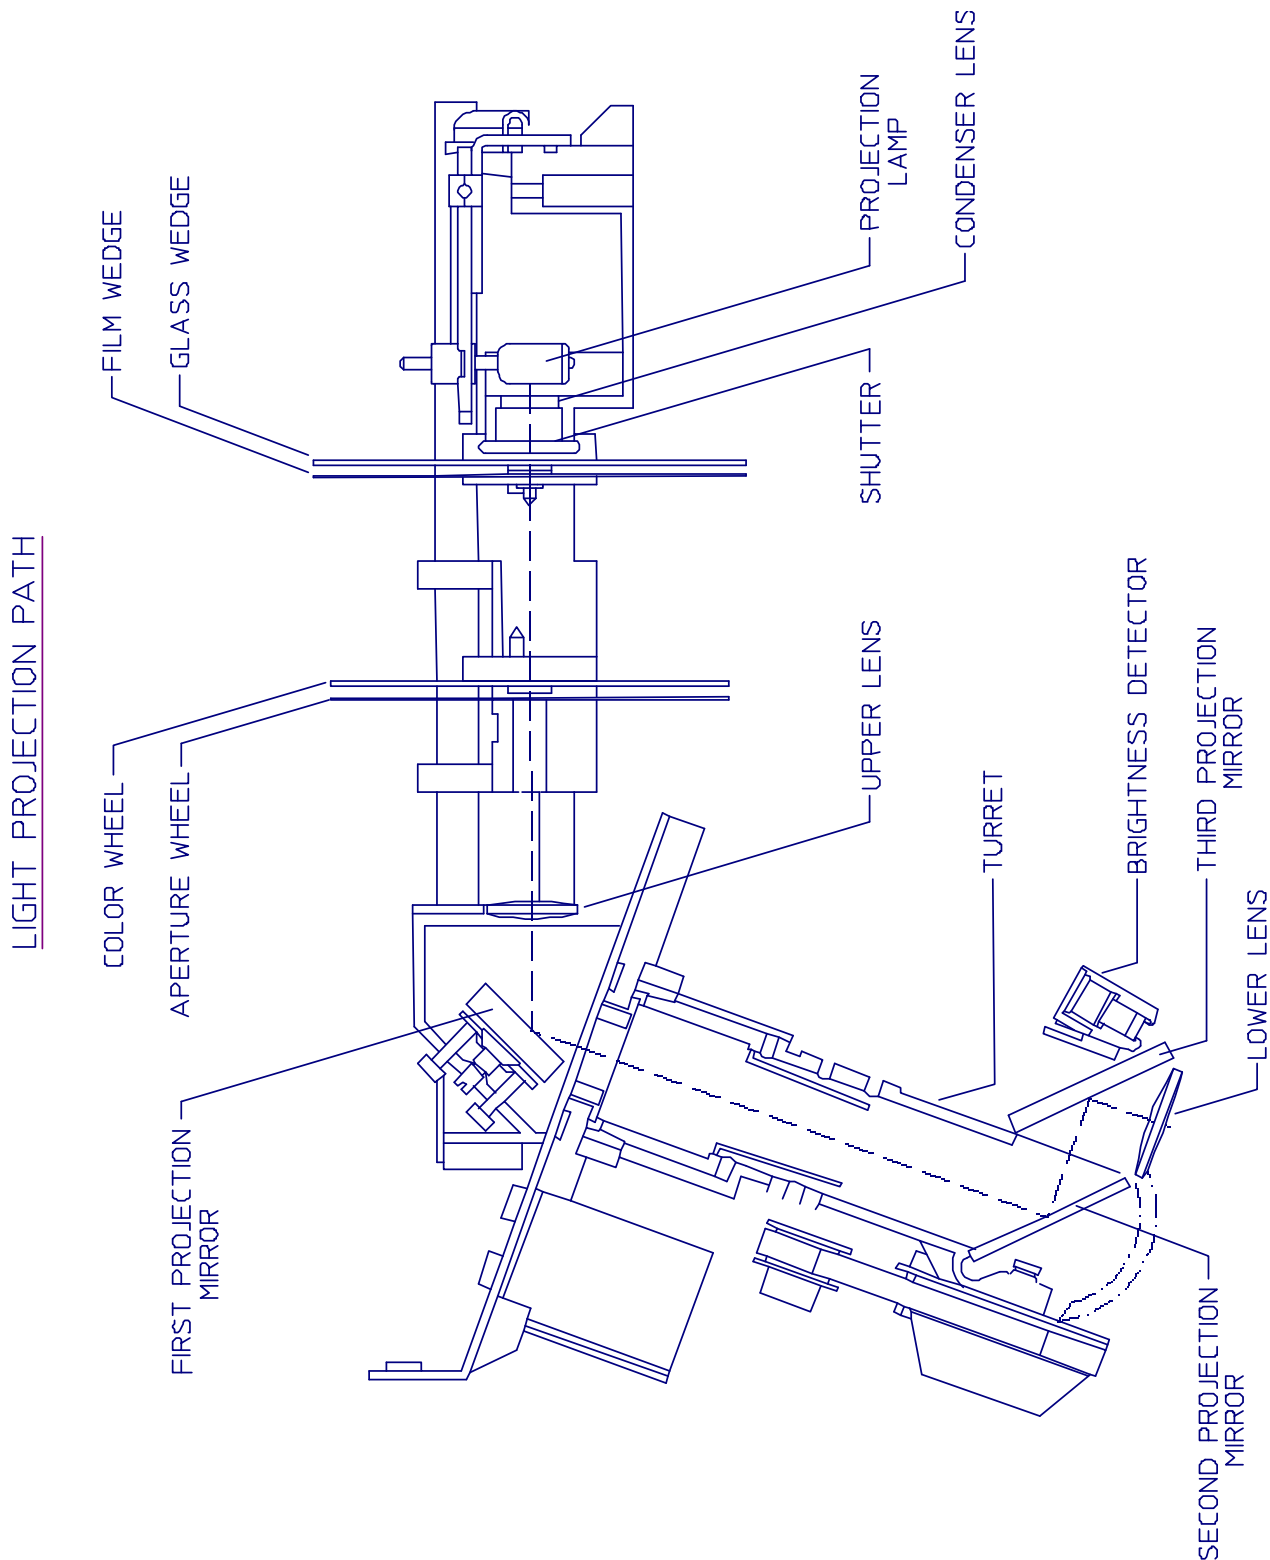 LIGHT PROJECTION PATH
FILM WEDGE
GLASS WEDGE
COLOR WHEEL
APERTURE WHEEL
FIRST PROJECTION
MIRROR
PROJECTION
LAMP
CONDENSER LENS
SHUTTER
UPPER LENS
TURRET
BRIGHTNESS DETECTOR
THIRD PROJECTION
MIRROR
LOWER LENS
SECOND PROJECTION
MIRROR